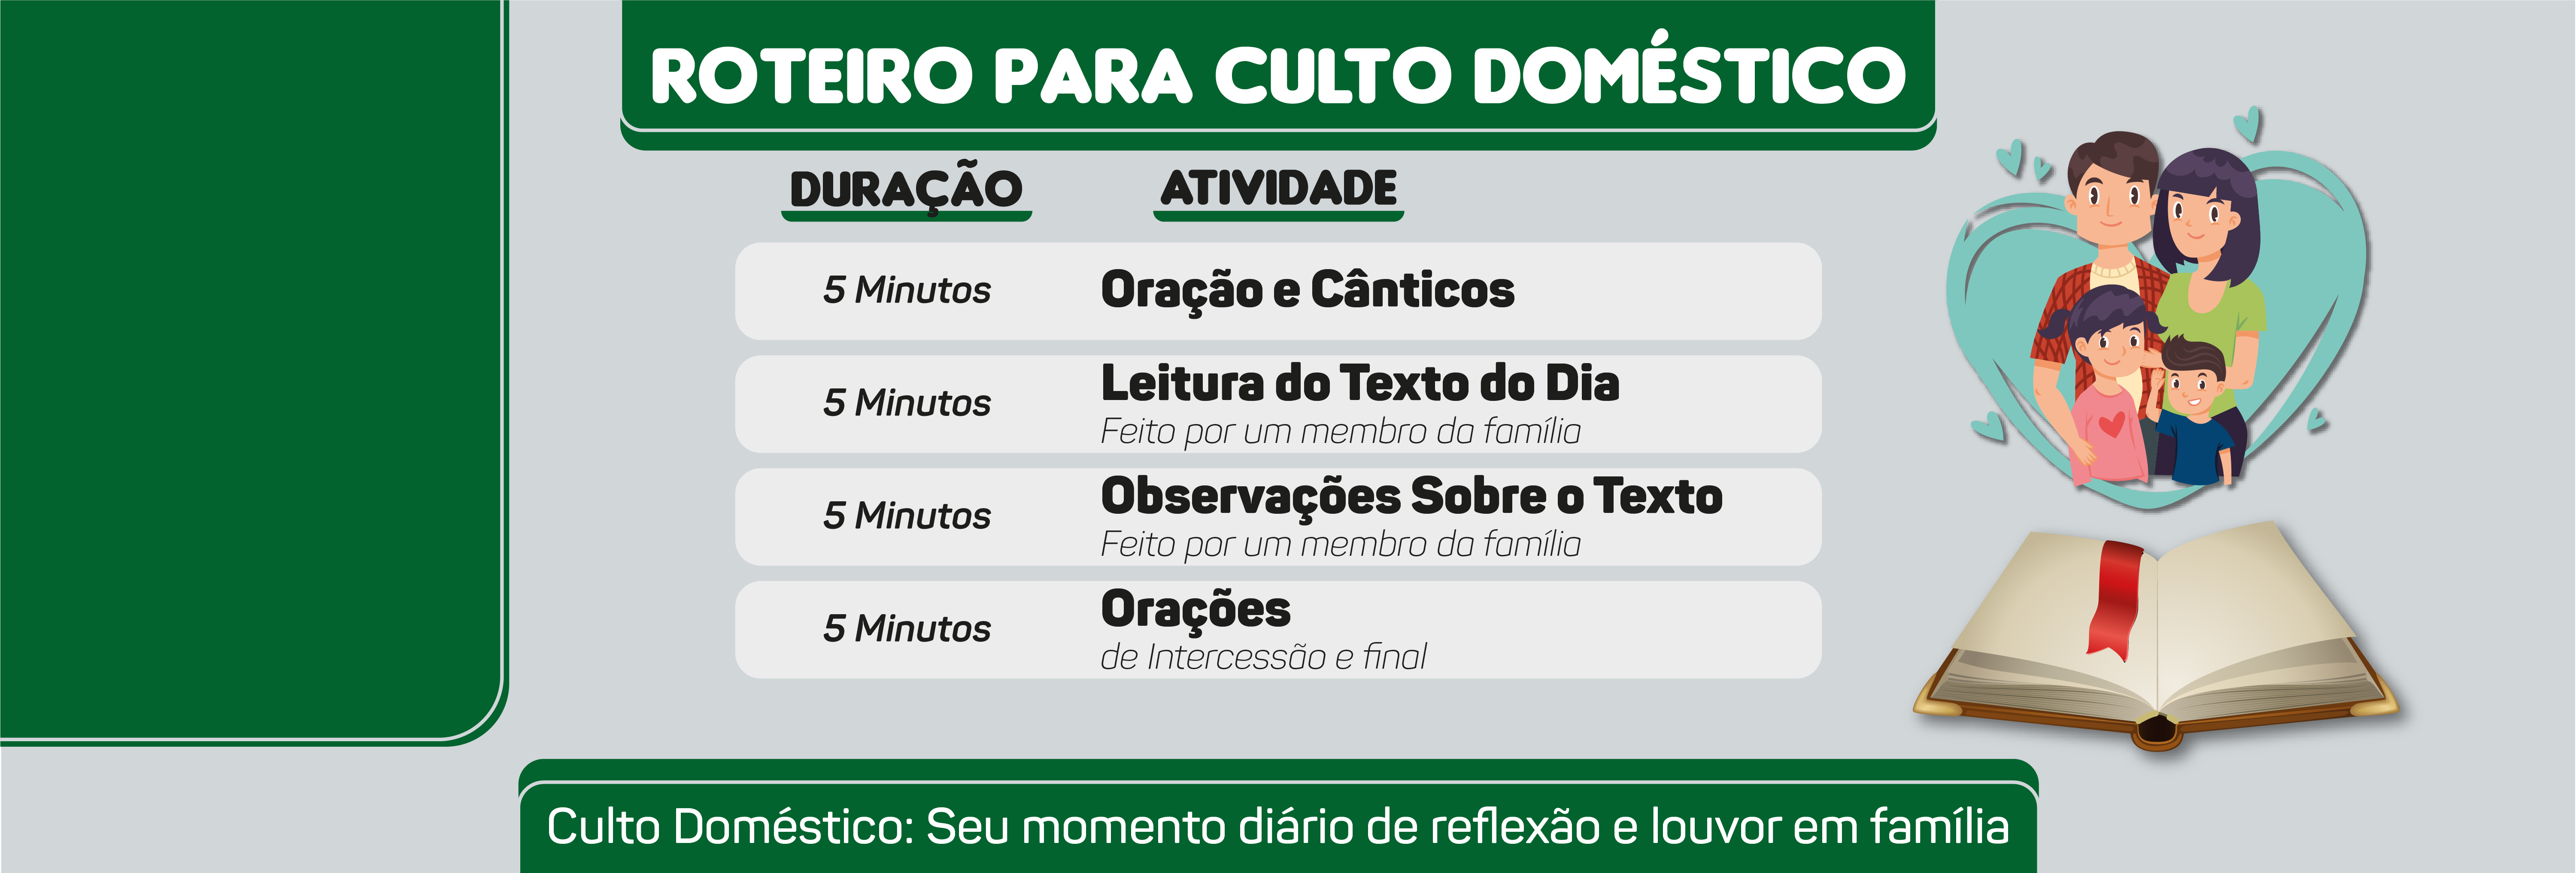 ROTEIRO PARA CULTO DOMÉSTICO
DURAÇÃO ATIVIDADE
5 Minutos Oração e Cânticos
5 Minutos Leitura do Texto do Dia
Feito por um membro da família
5 Minutos Observações Sobre o Texto
Feito por um membro da família
5 Minutos Orações
de Intercessão e final
Culto Doméstico: Seu momento diário de reflexão e louvor em família